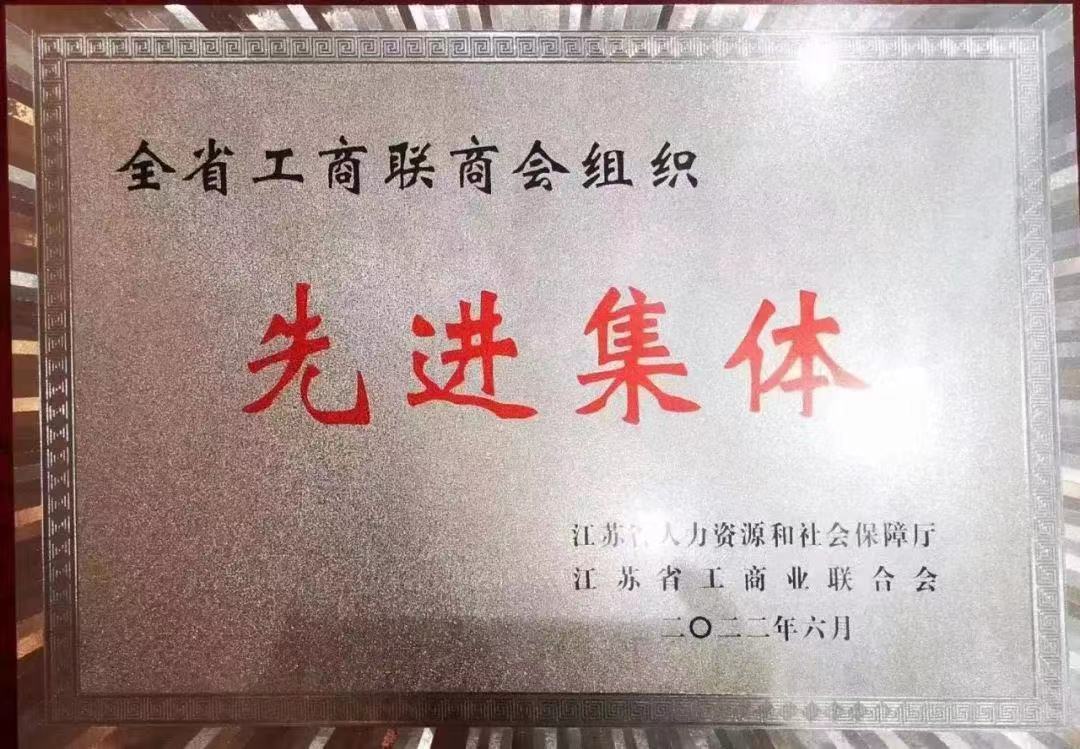 全省工商联商会组织
先进集体
江苏省人力资源和社会保障厅
江苏省工商业联合会
二〇二二年六月